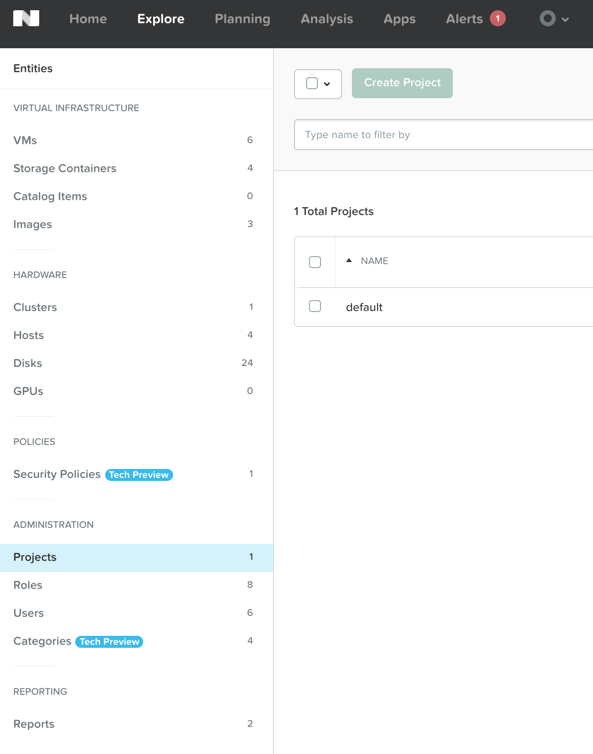 Home Explore Planning Analysis Apps Alerts 1
Entities
VIRTUAL INFRASTRUCTURE
VMs 6
Storage Containers 4
Catalog Items 0
Images 3
HARDWARE
Clusters 1
Hosts 4
Disks 24
GPUs 0
POLICIES
Security Policies Tech Preview 1
ADMINISTRATION
Projects 1
Roles 8
Users 6
Categories Tech Preview 4
REPORTING
Reports 2
Create Project
Type name to filter by
1 Total Projects
NAME
default